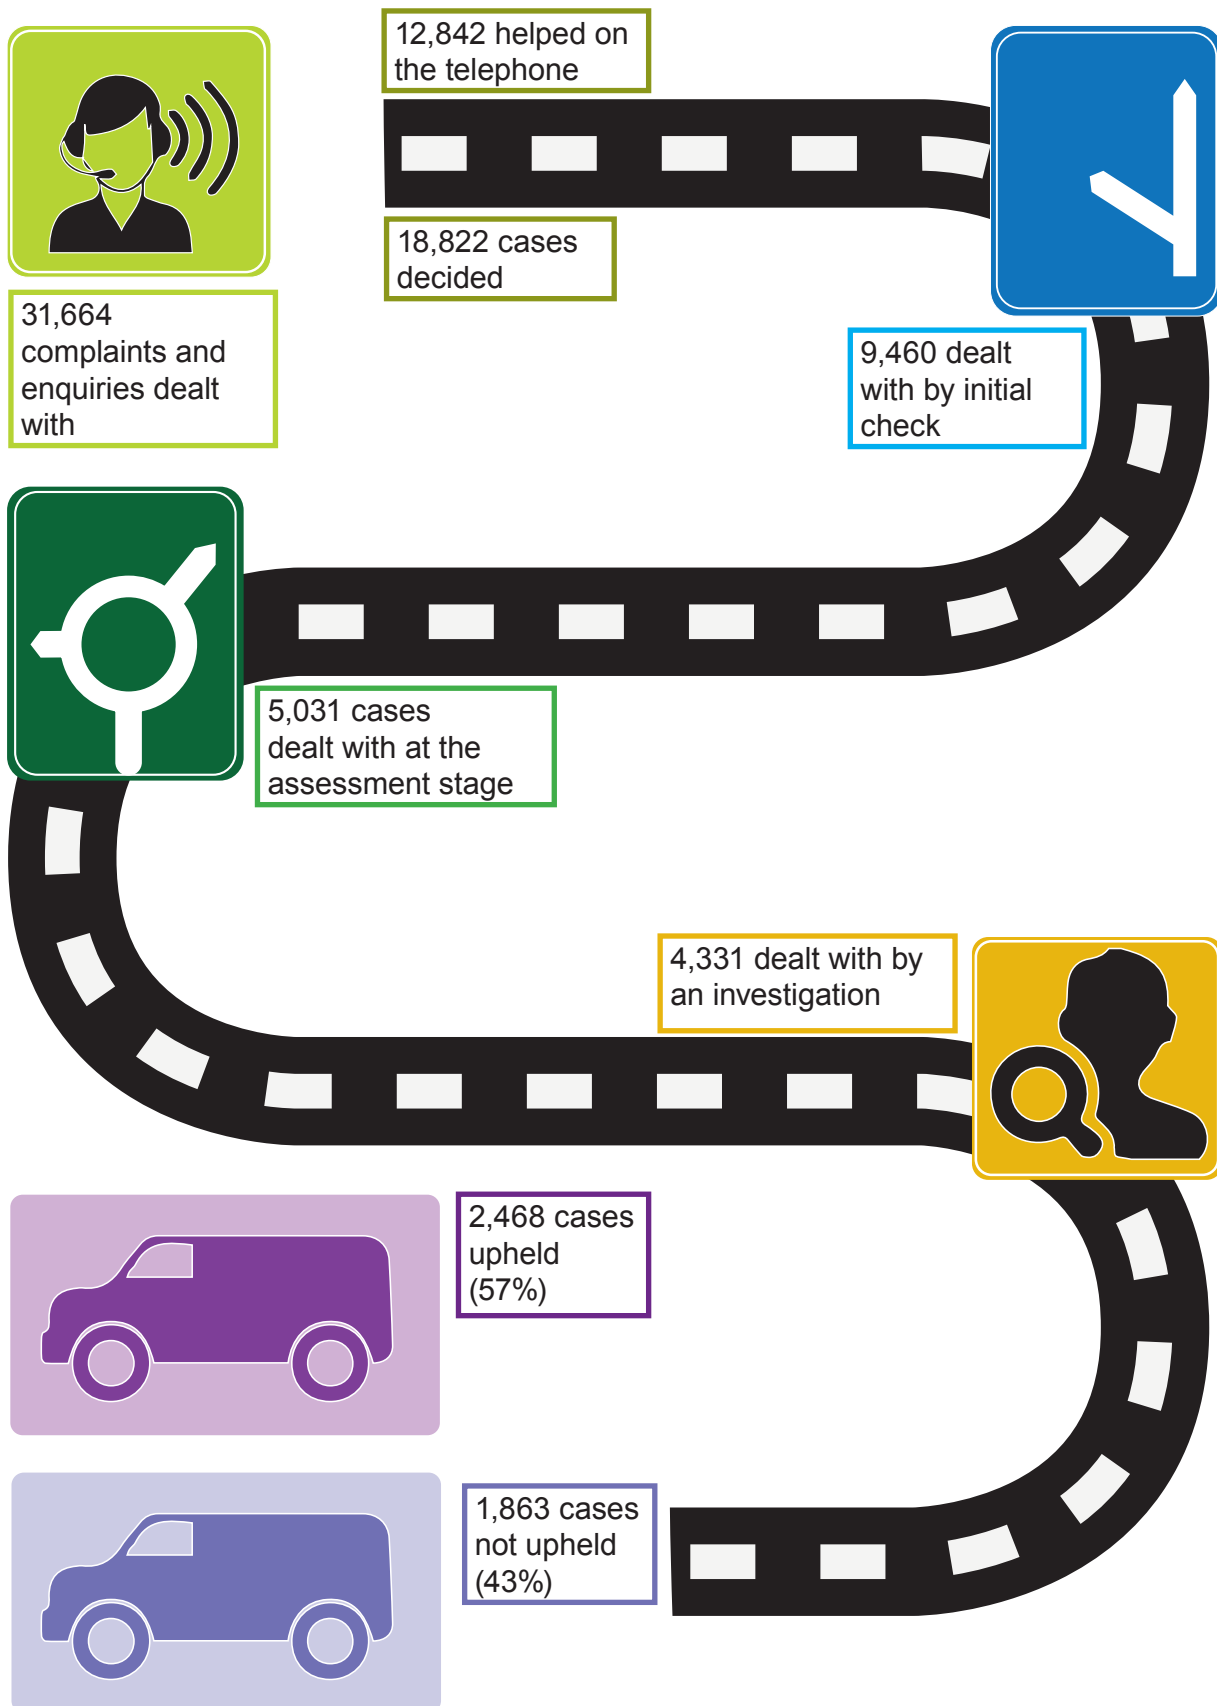 12,842 helped on
the telephone
18,822 cases
decided
31,664
complaints and
enquiries dealt
with
9,460 dealt
with by initial
check
5,031 cases
dealt with at the
assessment stage
4,331 dealt with by
an investigation
2,468 cases
upheld
(57%)
1,863 cases
not upheld
(43%)